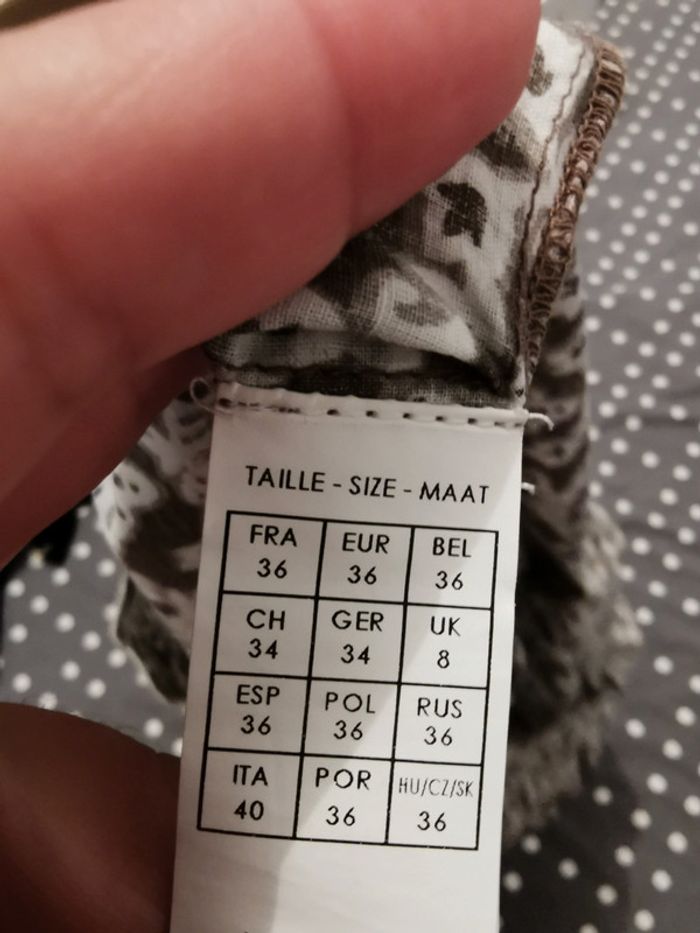 TAILLE - SIZE - MAAT
FRA EUR BEL
36 36 36
CH GER UK
34 34 8
ESP POL RUS
36 36 36
ITA POR HU/CZ/SK
40 36 36